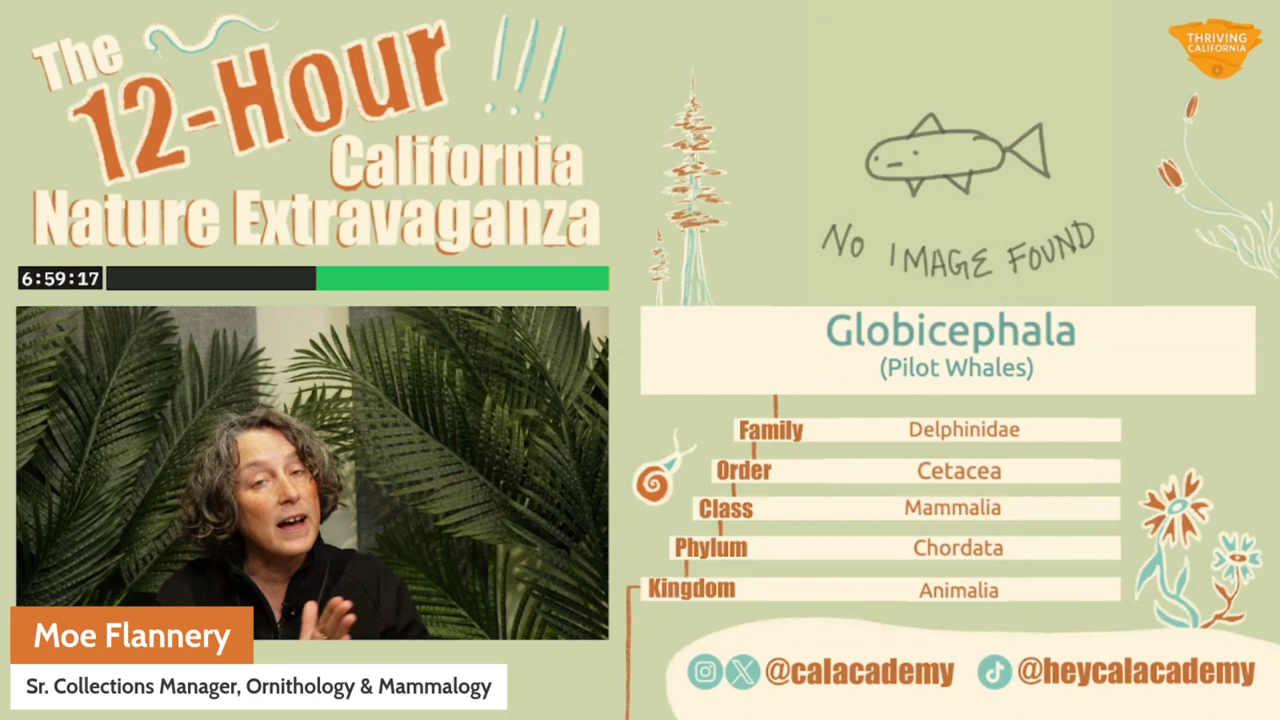 The
12-Hour!!!
California
Nature Extravaganza
6:59:17
Moe Flannery
Sr. Collections Manager, Ornithology & Mammalogy
THRIVING
CALIFORNIA
NO IMAGE FOUND
Globicephala
(Pilot Whales)
Family Delphinidae
Order Cetacea
Class Mammalia
Phylum Chordata
Kingdom Animalia
@calacademy @heycalacademy